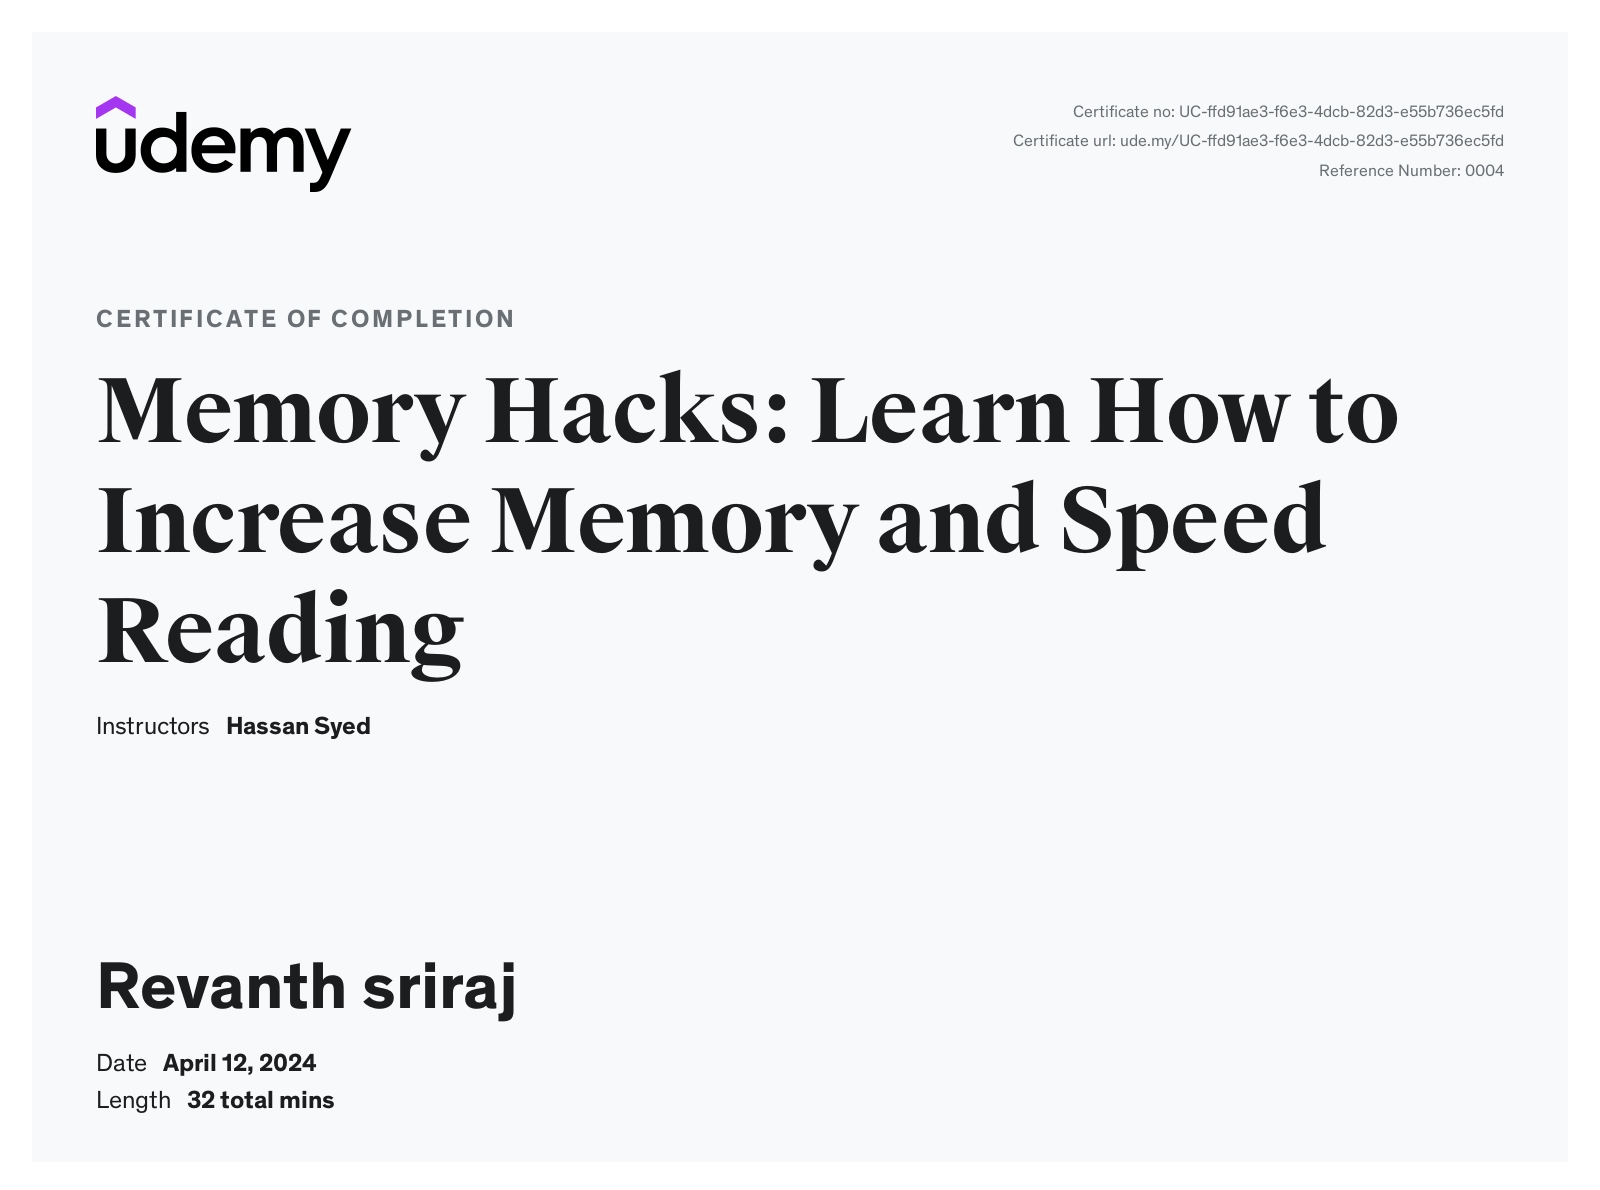 udemy
Certificate no: UC-ffd91ae3-f6e3-4dcb-82d3-e55b736ec5fd
Certificate url: ude.my/UC-ffd91ae3-f6e3-4dcb-82d3-e55b736ec5fd
Reference Number: 0004
CERTIFICATE OF COMPLETION
Memory Hacks: Learn How to
Increase Memory and Speed
Reading
Instructors Hassan Syed
Revanth sriraj
Date April 12, 2024
Length 32 total mins